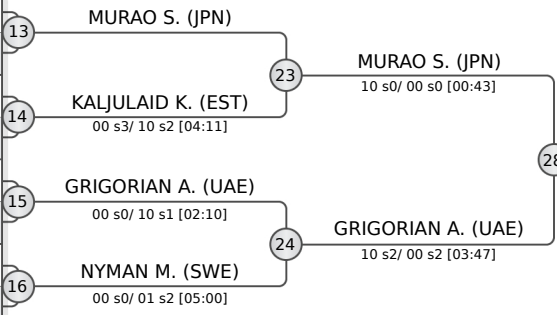 MURAO S. (JPN)
13
23
MURAO S. (JPN)
10 s0/ 00 s0 [00:43]
KALJULAID K. (EST)
14
00 s3/ 10 s2 [04:11]
28
GRIGORIAN A. (UAE)
15
00 s0/ 10 s1 [02:10]
24
GRIGORIAN A. (UAE)
10 s2/ 00 s2 [03:47]
NYMAN M. (SWE)
16
00 s0/ 01 s2 [05:00]